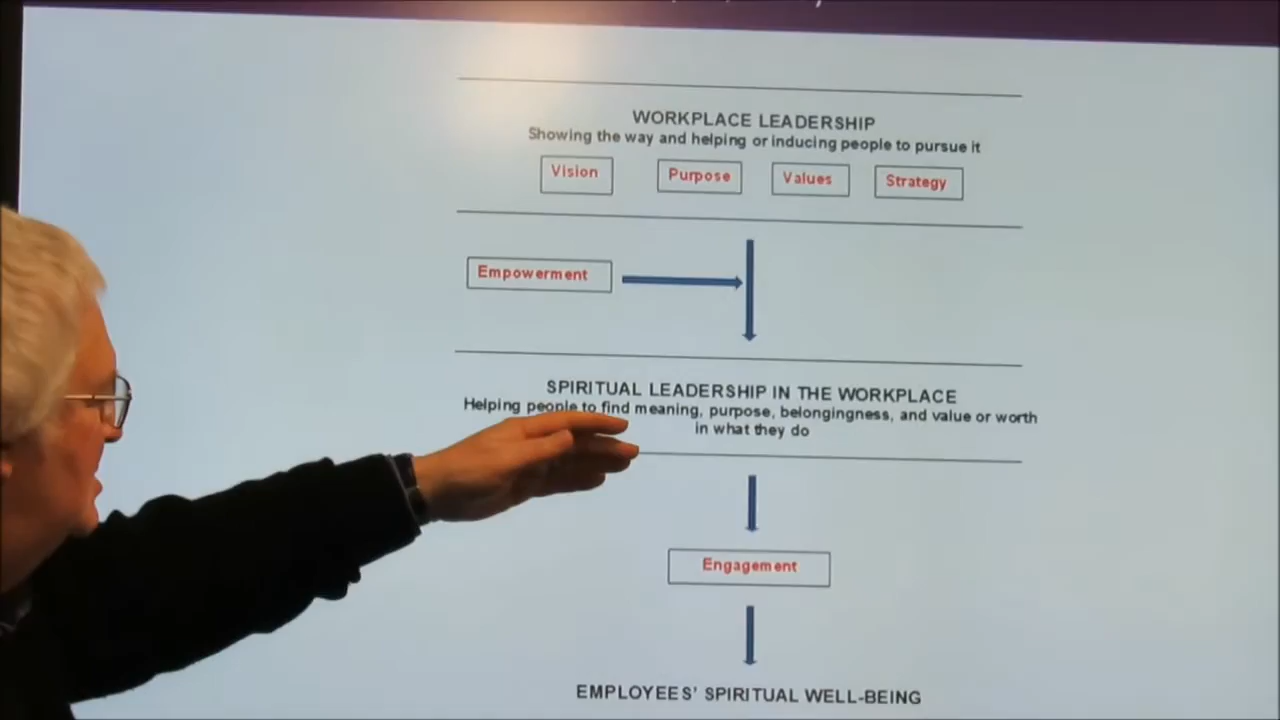 WORKPLACE LEADERSHIP
Showing the way and helping or inducing people to pursue it
Vision Purpose Values Strategy
Empowerment
SPIRITUAL LEADERSHIP IN THE WORKPLACE
Helping people to find meaning, purpose, belongingness, and value or worth
in what they do
Engagement
EMPLOYEES' SPIRITUAL WELL-BEING